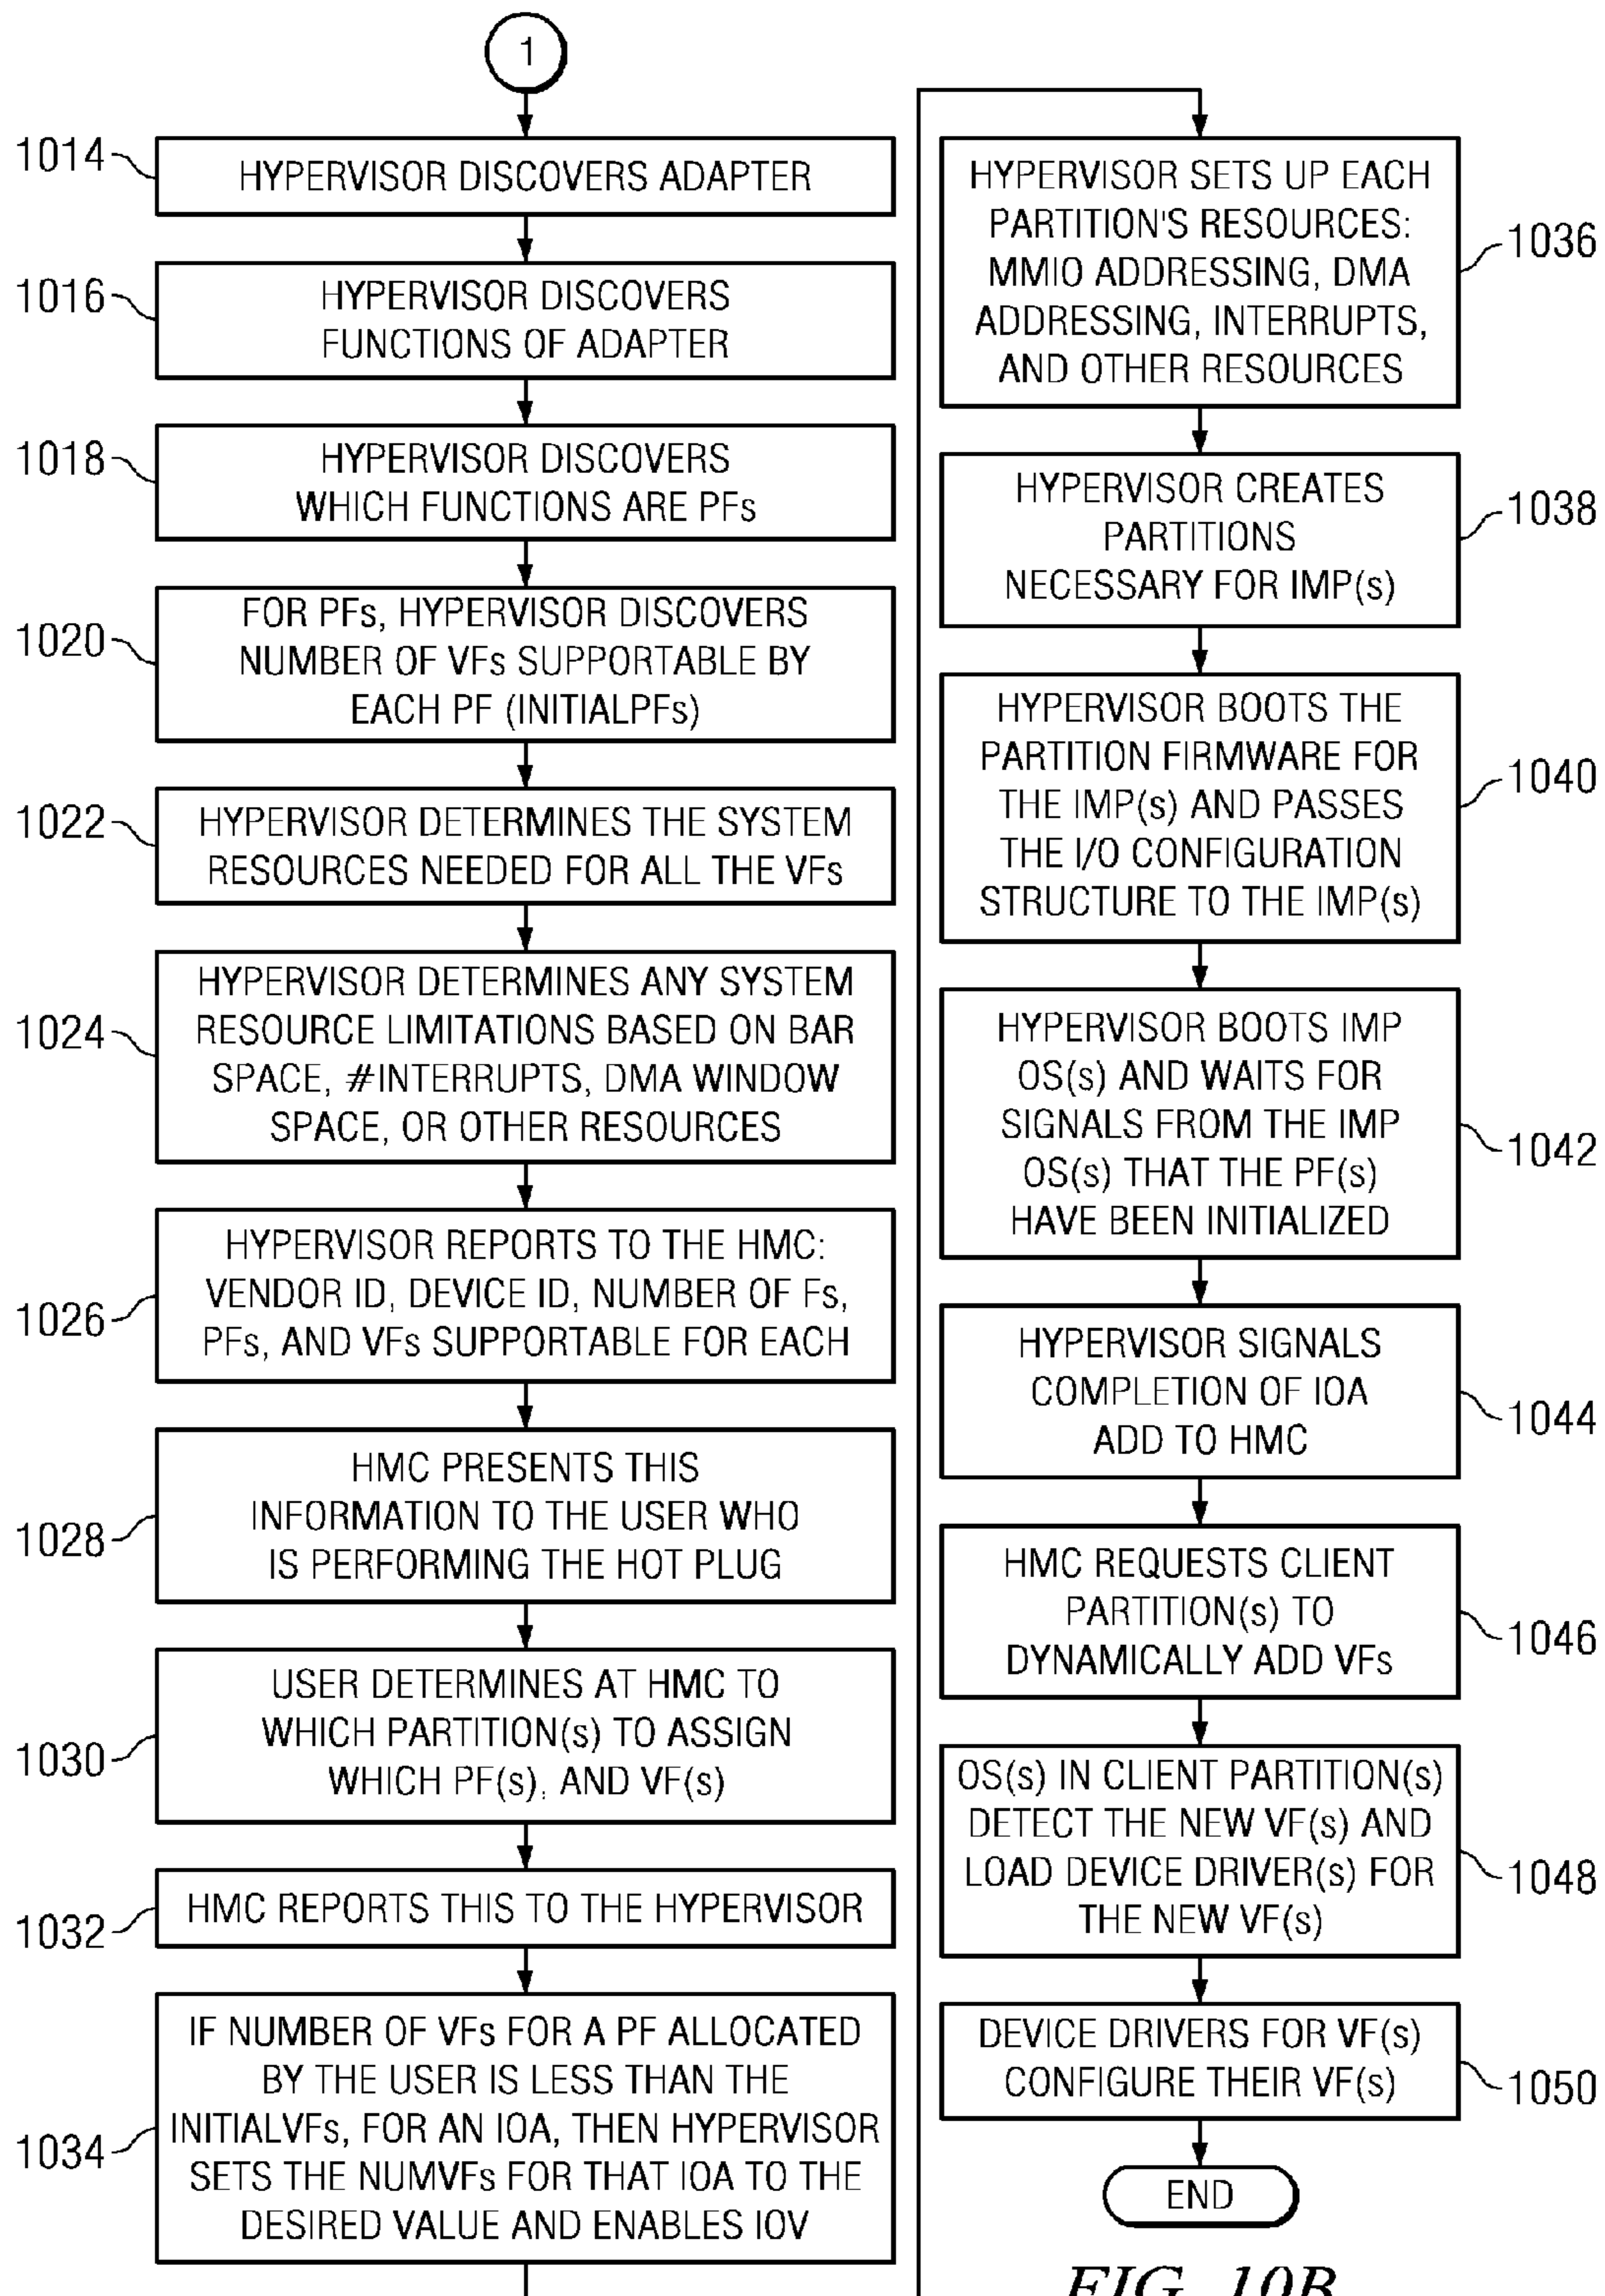 1
1014
HYPERVISOR DISCOVERS ADAPTER
1016
HYPERVISOR DISCOVERS
FUNCTIONS OF ADAPTER
1018
HYPERVISOR DISCOVERS
WHICH FUNCTIONS ARE PFs
1020
FOR PFs, HYPERVISOR DISCOVERS
NUMBER OF VFs SUPPORTABLE BY
EACH PF (INITIALPFs)
1022
HYPERVISOR DETERMINES THE SYSTEM
RESOURCES NEEDED FOR ALL THE VFs
1024
HYPERVISOR DETERMINES ANY SYSTEM
RESOURCE LIMITATIONS BASED ON BAR
SPACE, #INTERRUPTS, DMA WINDOW
SPACE, OR OTHER RESOURCES
1026
HYPERVISOR REPORTS TO THE HMC:
VENDOR ID, DEVICE ID, NUMBER OF Fs,
PFs, AND VFs SUPPORTABLE FOR EACH
1028
HMC PRESENTS THIS
INFORMATION TO THE USER WHO
IS PERFORMING THE HOT PLUG
1030
USER DETERMINES AT HMC TO
WHICH PARTITION(s) TO ASSIGN
WHICH PF(s), AND VF(s)
1032
HMC REPORTS THIS TO THE HYPERVISOR
1034
IF NUMBER OF VFs FOR A PF ALLOCATED
BY THE USER IS LESS THAN THE
INITIALVFs, FOR AN IOA, THEN HYPERVISOR
SETS THE NUMVFs FOR THAT IOA TO THE
DESIRED VALUE AND ENABLES IOV
HYPERVISOR SETS UP EACH
PARTITION'S RESOURCES:
MMIO ADDRESSING, DMA
ADDRESSING, INTERRUPTS,
AND OTHER RESOURCES
1036
HYPERVISOR CREATES
PARTITIONS
NECESSARY FOR IMP(s)
1038
HYPERVISOR BOOTS THE
PARTITION FIRMWARE FOR
THE IMP(s) AND PASSES
THE I/O CONFIGURATION
STRUCTURE TO THE IMP(s)
1040
HYPERVISOR BOOTS IMP
OS(s) AND WAITS FOR
SIGNALS FROM THE IMP
OS(s) THAT THE PF(s)
HAVE BEEN INITIALIZED
1042
HYPERVISOR SIGNALS
COMPLETION OF IOA
ADD TO HMC
1044
HMC REQUESTS CLIENT
PARTITION(s) TO
DYNAMICALLY ADD VFs
1046
OS(s) IN CLIENT PARTITION(s)
DETECT THE NEW VF(s) AND
LOAD DEVICE DRIVER(s) FOR
THE NEW VF(s)
1048
DEVICE DRIVERS FOR VF(s)
CONFIGURE THEIR VF(s)
1050
END
FIG. 10B